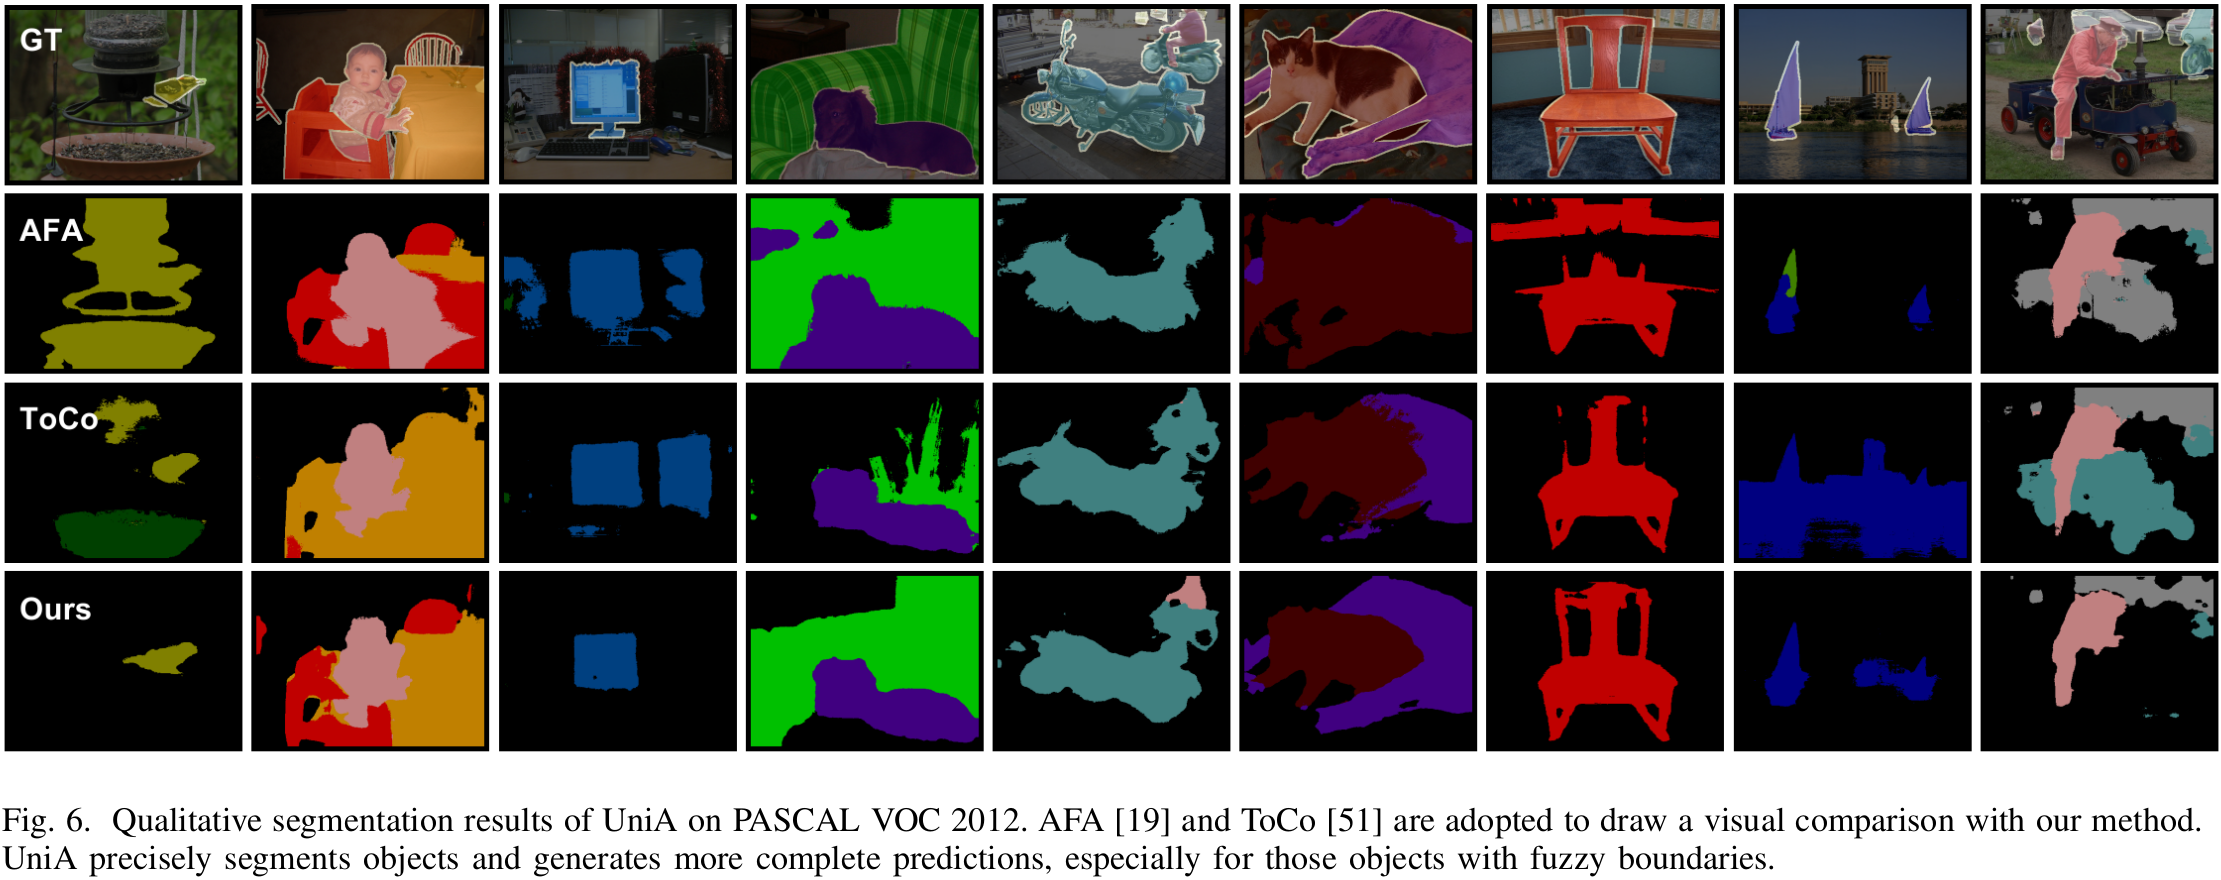 GT
AFA
ToCo
Ours
Fig. 6. Qualitative segmentation results of UniA on PASCAL VOC 2012. AFA [19] and ToCo [51] are adopted to draw a visual comparison with our method.
UniA precisely segments objects and generates more complete predictions, especially for those objects with fuzzy boundaries.